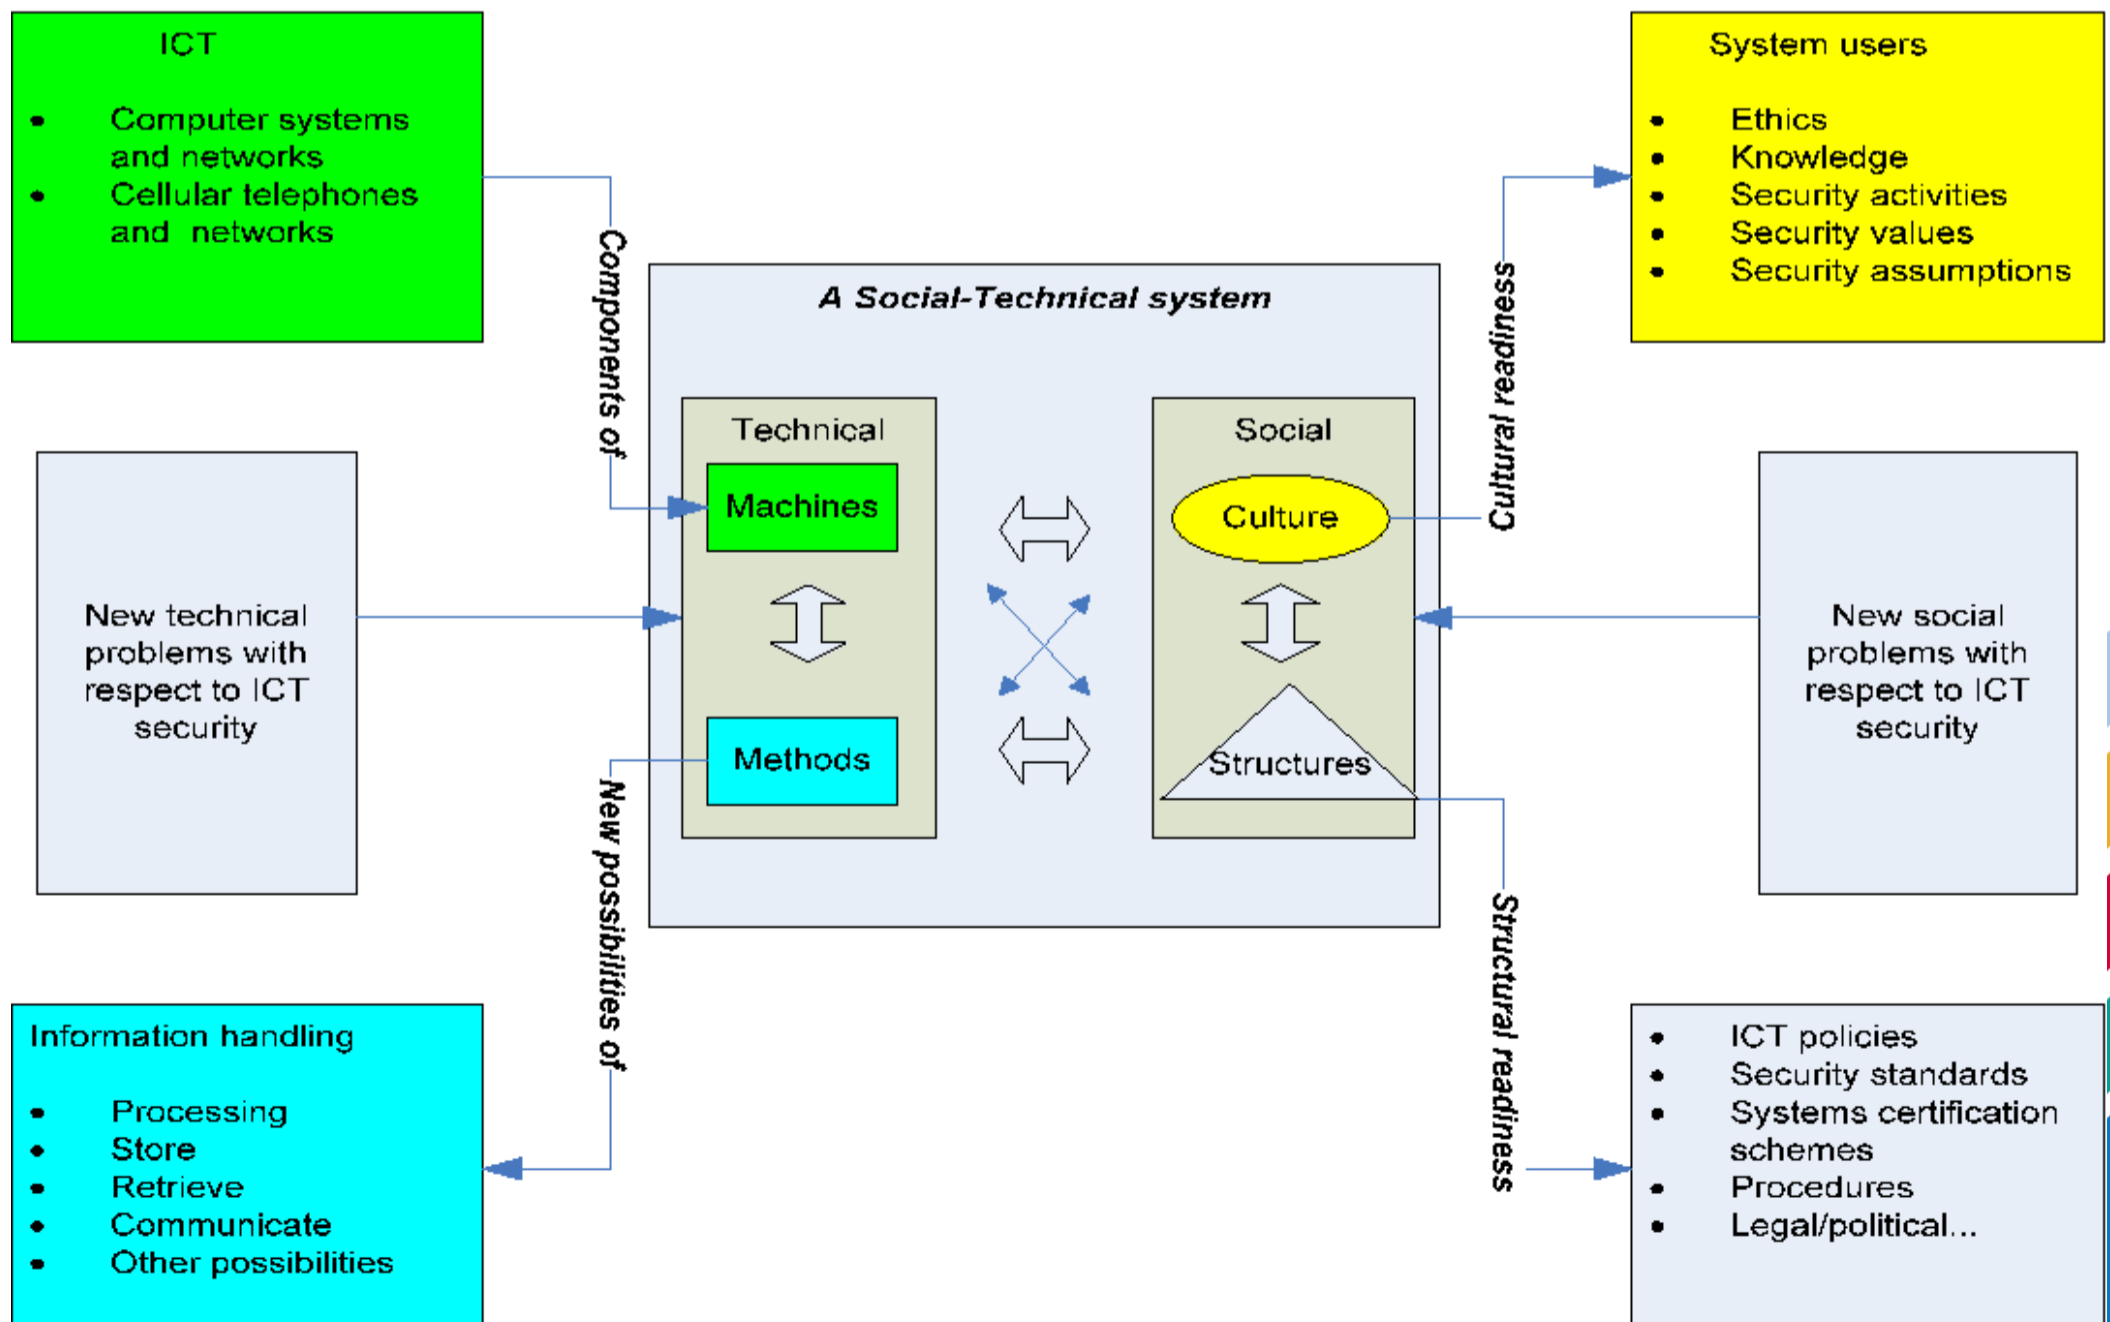 ICT
• Computer systems
and networks
• Cellular telephones
and networks
System users
• Ethics
• Knowledge
• Security activities
• Security values
• Security assumptions
Components of
Cultural readiness
A Social-Technical system
Technical
Machines
Methods
Social
Culture
Structures
New technical
problems with
respect to ICT
security
New social
problems with
respect to ICT
security
New possibilities of
Structural readiness
Information handling
• Processing
• Store
• Retrieve
• Communicate
• Other possibilities
• ICT policies
• Security standards
• Systems certification
schemes
• Procedures
• Legal/political...